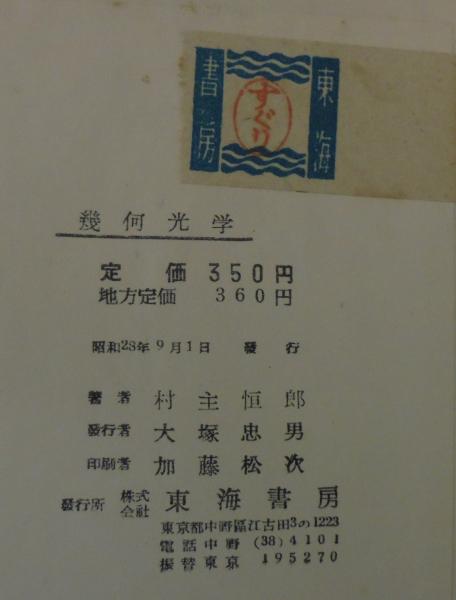 東海
書房
すぐり
幾何光学
定価 350円
地方定価 360円
昭和28年9月1日 發行
著者 村主恒郎
發行者 大塚忠男
印刷者 加藤松次
發行所 株式会社 東海書房
東京都中野區江古田3の1223
電話中野 (38) 4101
振替東京 195270